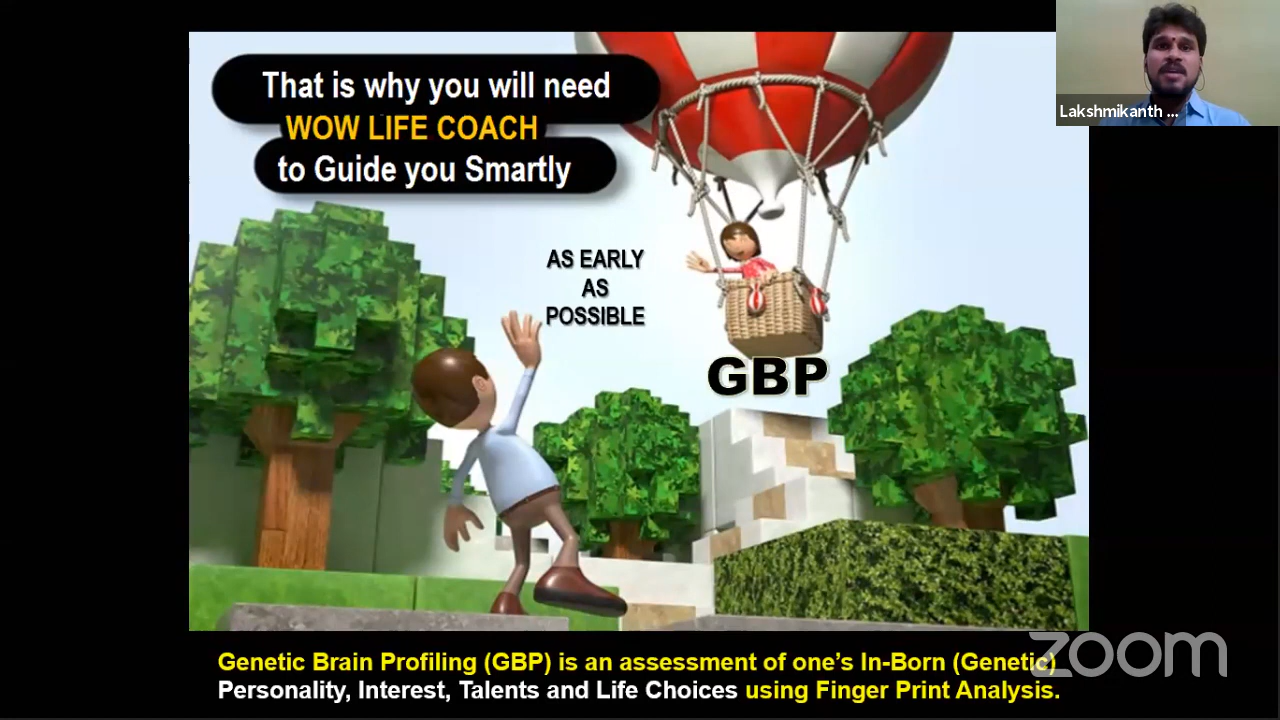 That is why you will need
WOW LIFE COACH
to Guide you Smartly
AS EARLY
AS
POSSIBLE
GBP
Lakshmikanth ...
Genetic Brain Profiling (GBP) is an assessment of one’s In-Born (Genetic)
Personality, Interest, Talents and Life Choices using Finger Print Analysis.
zoom